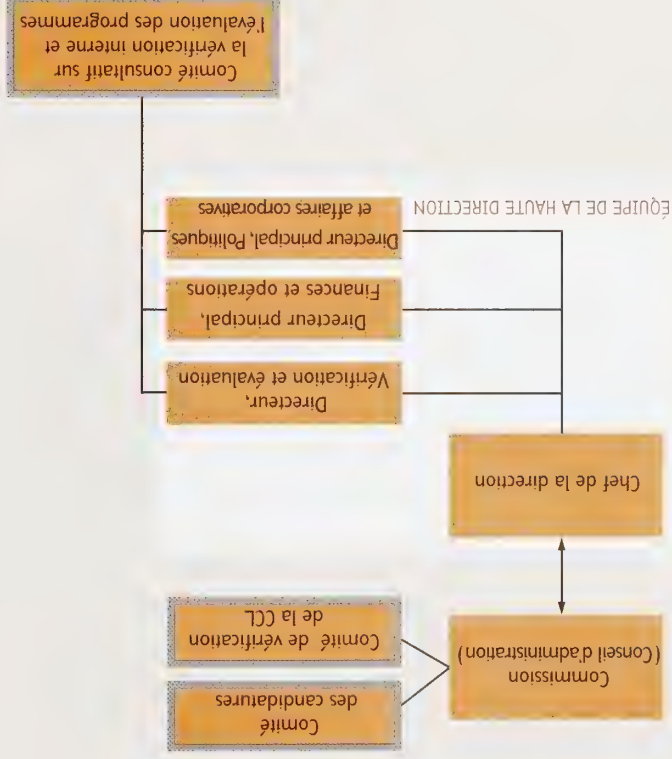 Comité
des candidatures
Commission
(Conseil d'administration)
Comité de vérification
de la CCL
Chef de la direction
Directeur,
Vérification et évaluation
Directeur principal,
Finances et opérations
ÉQUIPE DE LA HAUTE DIRECTION
Directeur principal, Politiques
et affaires corporatives
Comité consultatif sur
la vérification interne et
l'évaluation des programmes